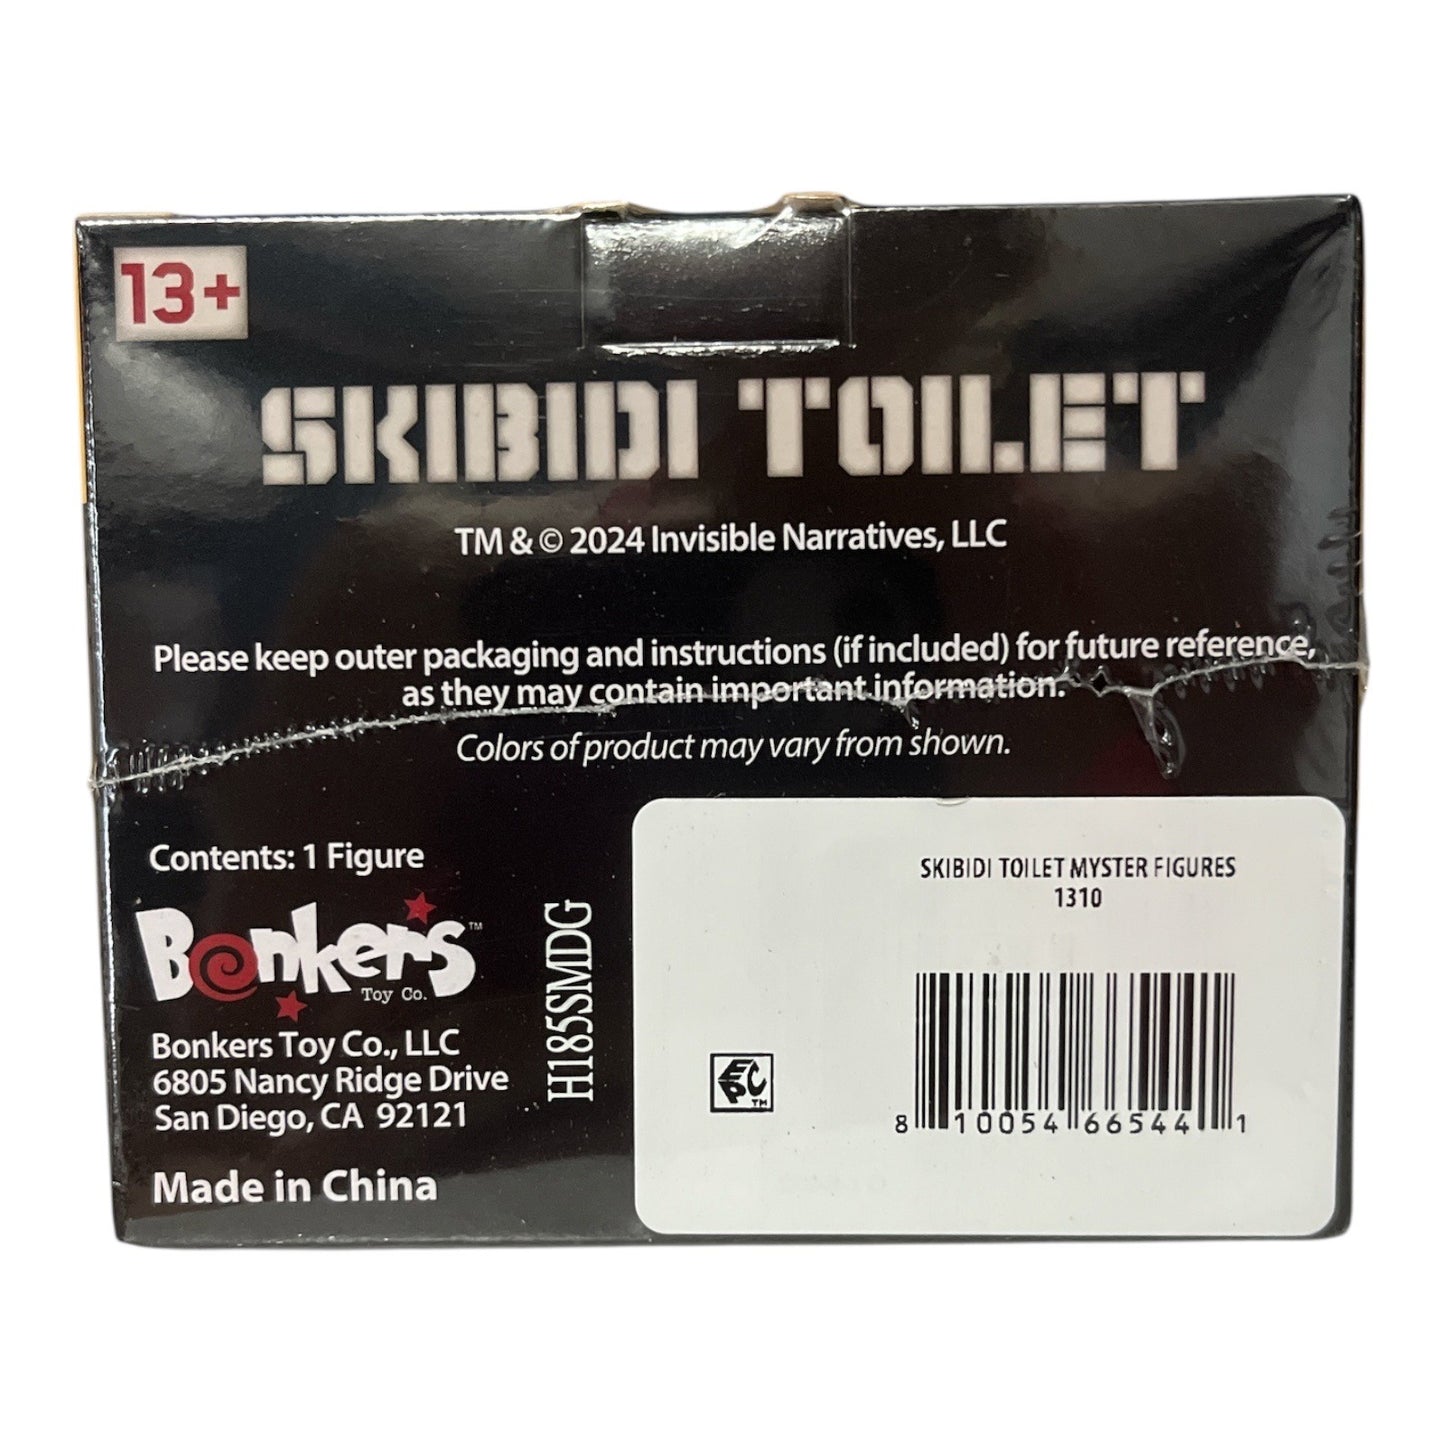 13+
SKIBIDI TOILET
TM & © 2024 Invisible Narratives, LLC
Please keep outer packaging and instructions (if included) for future reference,
as they may contain important information.
Colors of product may vary from shown.
Contents: 1 Figure
Bonkers™
Toy Co.
Bonkers Toy Co., LLC
6805 Nancy Ridge Drive
San Diego, CA 92121
Made in China
H185SMDG
SKIBIDI TOILET MYSTER FIGURES
1310
EPC™
8 10054 66544 1